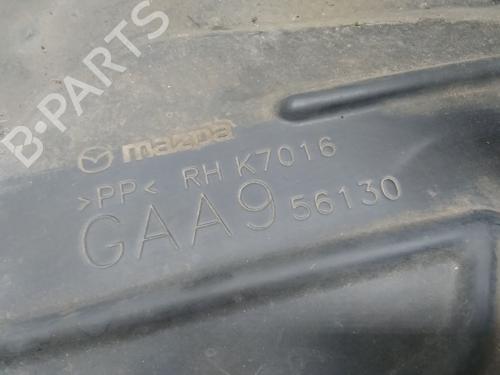 B-PARTS
mazda
>PP< RH K7016
GAA9 56130